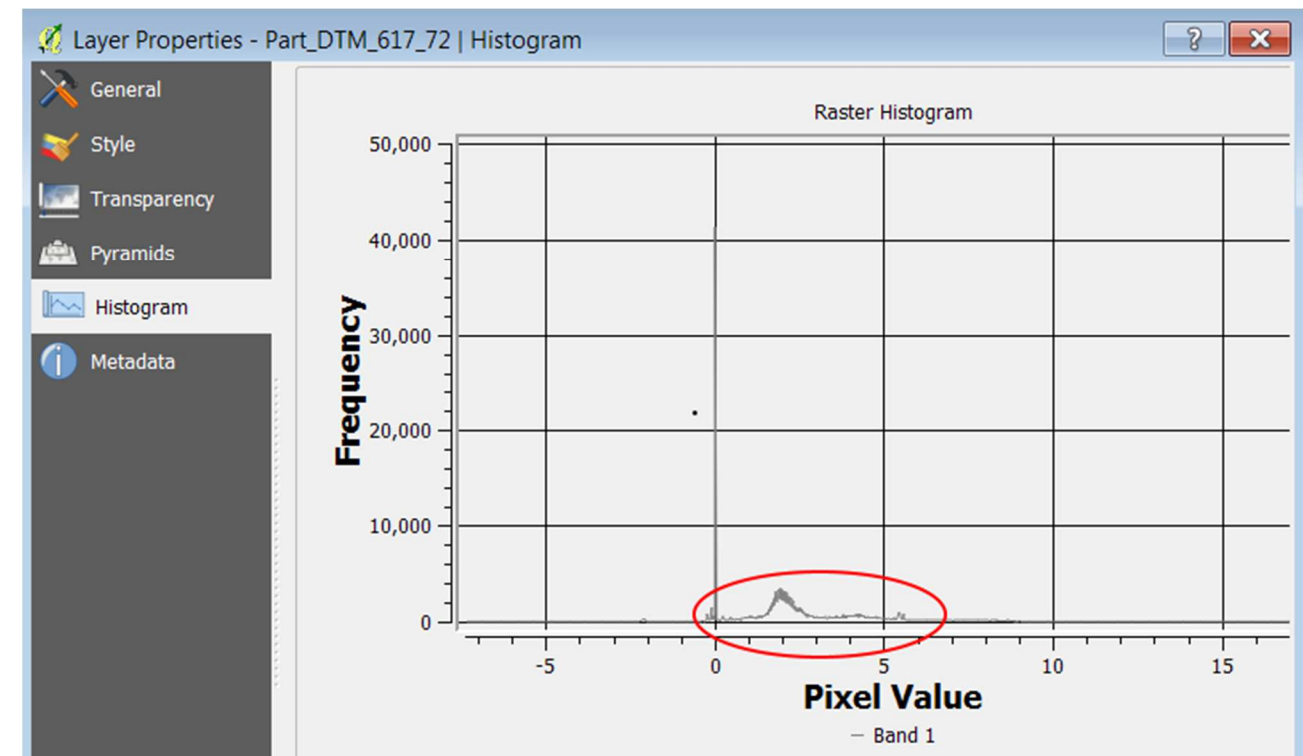 Layer Properties - Part_DTM_617_72 | Histogram
?
General
Style
Transparency
Pyramids
Histogram
Metadata
Raster Histogram
50,000
40,000
30,000
20,000
10,000
0
Frequency
-5 0 5 10 15
Pixel Value
Band 1